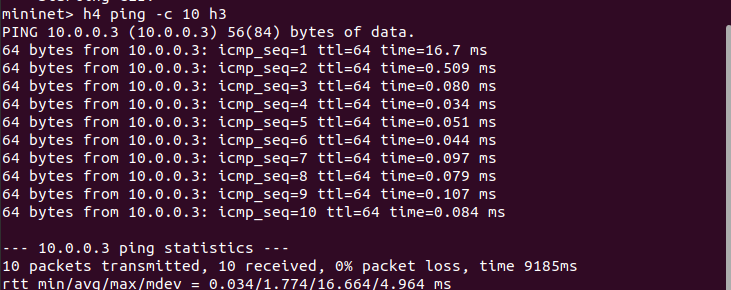 mininet> h4 ping -c 10 h3
PING 10.0.0.3 (10.0.0.3) 56(84) bytes of data.
64 bytes from 10.0.0.3: icmp_seq=1 ttl=64 time=16.7 ms
64 bytes from 10.0.0.3: icmp_seq=2 ttl=64 time=0.509 ms
64 bytes from 10.0.0.3: icmp_seq=3 ttl=64 time=0.080 ms
64 bytes from 10.0.0.3: icmp_seq=4 ttl=64 time=0.034 ms
64 bytes from 10.0.0.3: icmp_seq=5 ttl=64 time=0.051 ms
64 bytes from 10.0.0.3: icmp_seq=6 ttl=64 time=0.044 ms
64 bytes from 10.0.0.3: icmp_seq=7 ttl=64 time=0.097 ms
64 bytes from 10.0.0.3: icmp_seq=8 ttl=64 time=0.079 ms
64 bytes from 10.0.0.3: icmp_seq=9 ttl=64 time=0.107 ms
64 bytes from 10.0.0.3: icmp_seq=10 ttl=64 time=0.084 ms
--- 10.0.0.3 ping statistics ---
10 packets transmitted, 10 received, 0% packet loss, time 9185ms
rtt min/avg/max/mdev = 0.034/1.774/16.664/4.964 ms